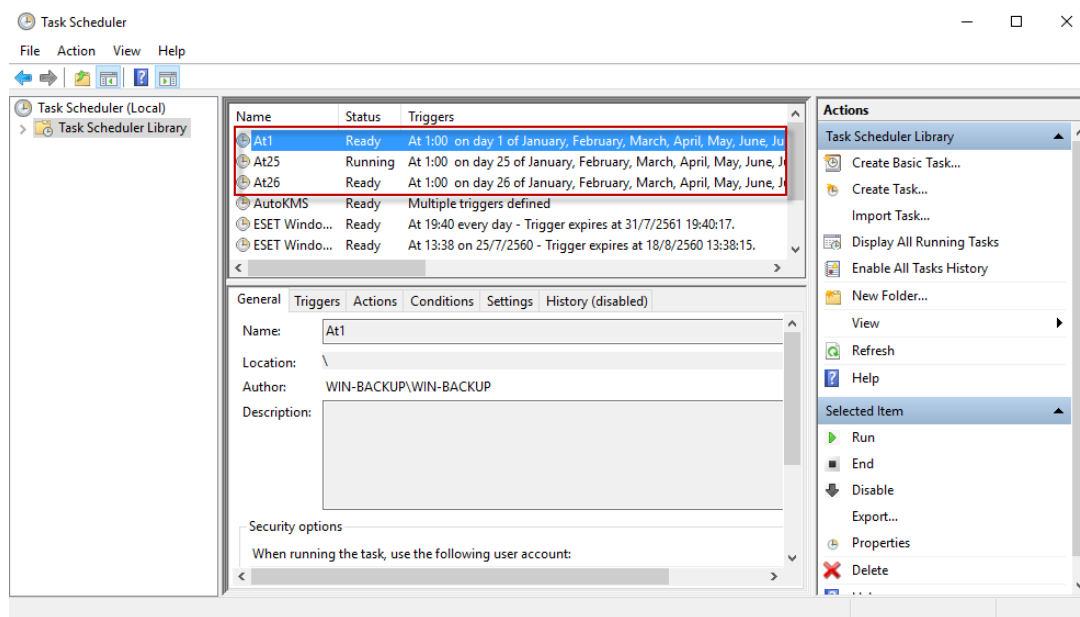 Task Scheduler
File Action View Help
Task Scheduler (Local)
Task Scheduler Library
Name Status Triggers
At1 Ready At 1:00 on day 1 of January, February, March, April, May, June, Ju
At25 Running At 1:00 on day 25 of January, February, March, April, May, June, J
At26 Ready At 1:00 on day 26 of January, February, March, April, May, June, J
AutoKMS Ready Multiple triggers defined
ESET Windo... Ready At 19:40 every day - Trigger expires at 31/7/2561 19:40:17.
ESET Windo... Ready At 13:38 on 25/7/2560 - Trigger expires at 18/8/2560 13:38:15.
General Triggers Actions Conditions Settings History (disabled)
Name: At1
Location: \
Author: WIN-BACKUP\WIN-BACKUP
Description:
Security options
When running the task, use the following user account:
Actions
Task Scheduler Library
Create Basic Task...
Create Task...
Import Task...
Display All Running Tasks
Enable All Tasks History
New Folder...
View
Refresh
Help
Selected Item
Run
End
Disable
Export...
Properties
Delete